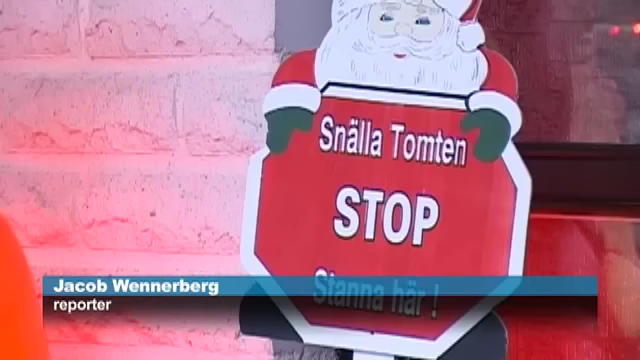 Snälla Tomten
STOP
Stanna här !
Jacob Wennerberg
reporter